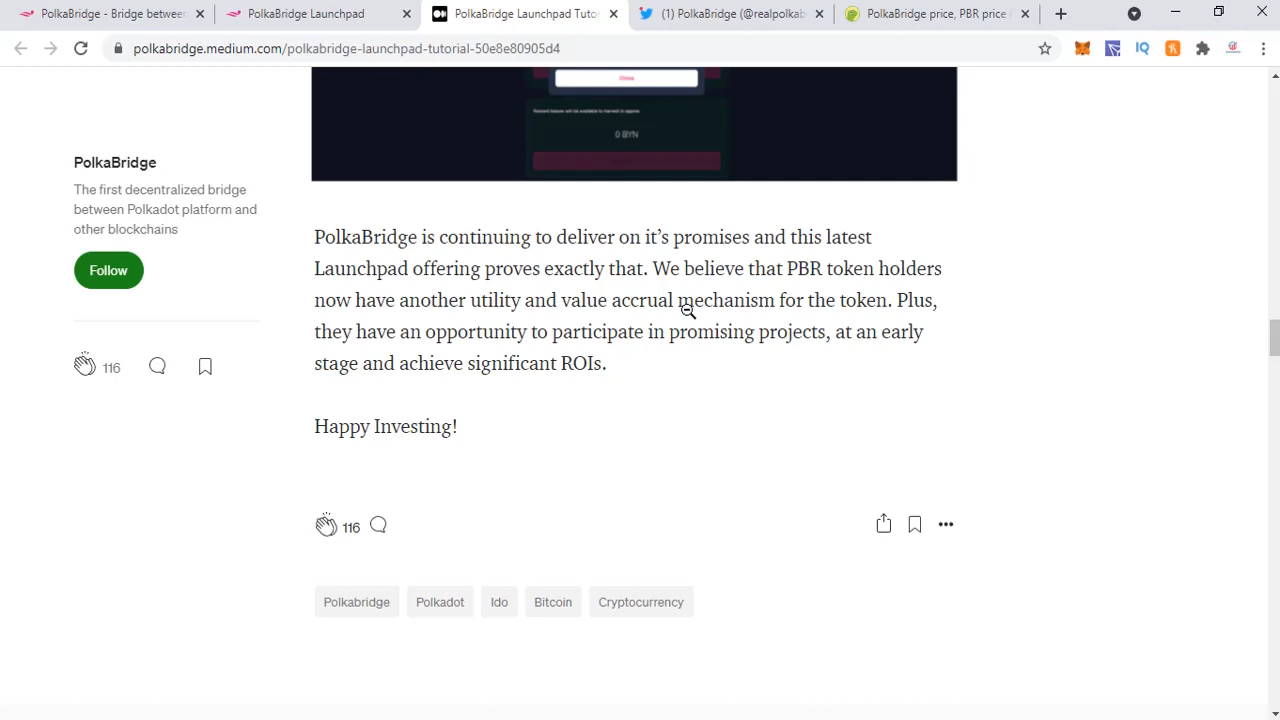 PolkaBridge - Bridge between
PolkaBridge Launchpad
PolkaBridge Launchpad Tutor
(1) PolkaBridge (@realpolkab
PolkaBridge price, PBR price i
polkabridge.medium.com/polkabridge-launchpad-tutorial-50e8e80905d4
IQ
Close
0 BYN
PolkaBridge
The first decentralized bridge
between Polkadot platform and
other blockchains
Follow
116
PolkaBridge is continuing to deliver on it's promises and this latest
Launchpad offering proves exactly that. We believe that PBR token holders
now have another utility and value accrual mechanism for the token. Plus,
they have an opportunity to participate in promising projects, at an early
stage and achieve significant ROIs.
Happy Investing!
116
Polkabridge
Polkadot
Ido
Bitcoin
Cryptocurrency